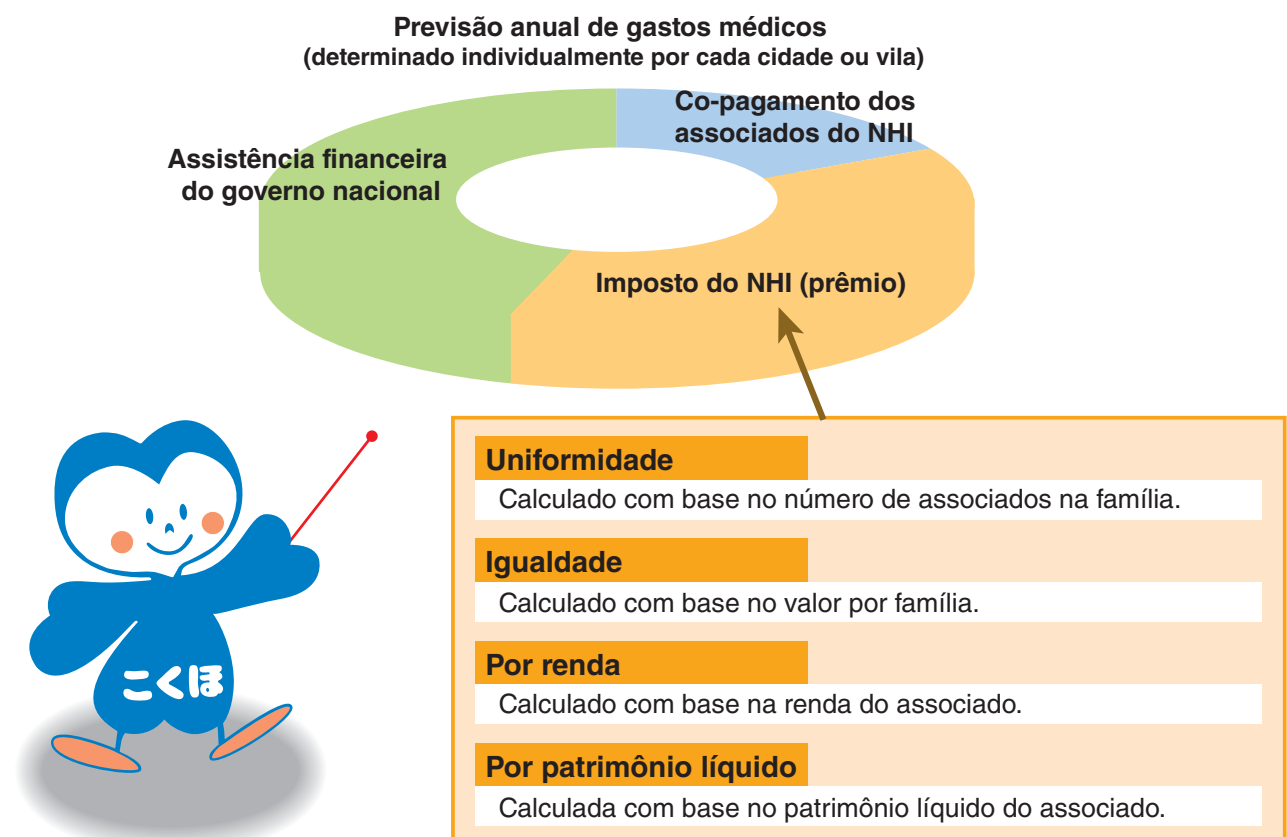 Previsão anual de gastos médicos
(determinado individualmente por cada cidade ou vila)
Co-pagamento dos
associados do NHI
Assistência financeira
do governo nacional
Imposto do NHI (prêmio)
Uniformidade
Calculado com base no número de associados na família.
Igualdade
Calculado com base no valor por família.
Por renda
Calculado com base na renda do associado.
Por patrimônio líquido
Calculada com base no patrimônio líquido do associado.
こくほ